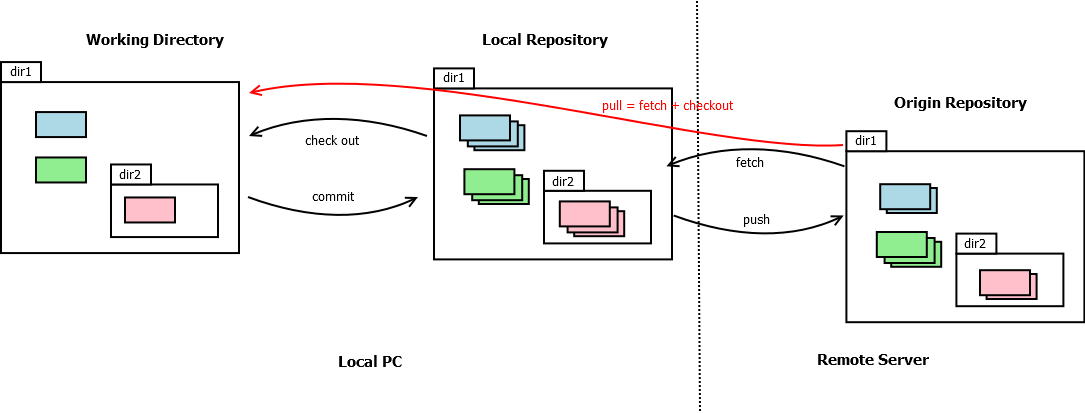 Working Directory
Local Repository
Origin Repository
dir1
dir1
dir1
pull = fetch + checkout
check out
fetch
dir2
dir2
commit
push
dir2
Local PC
Remote Server